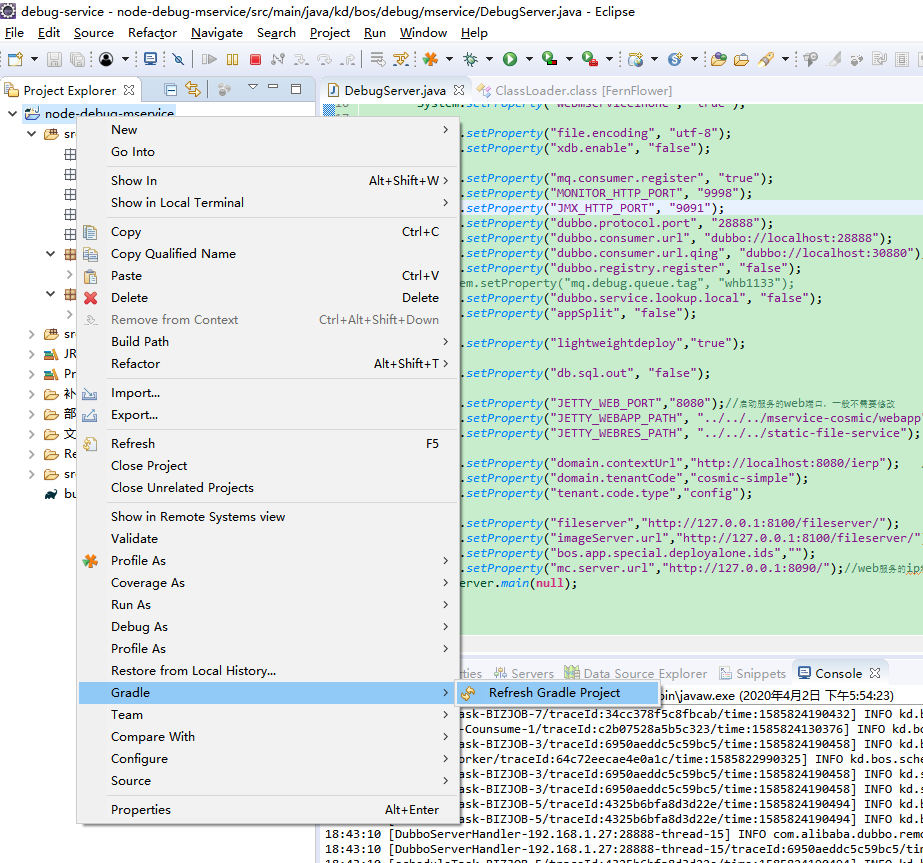 debug-service - node-debug-mservice/src/main/java/kd/bos/debug/mservice/DebugServer.java - Eclipse
File Edit Source Refactor Navigate Search Project Run Window Help
Project Explorer
DebugServer.java ClassLoader.class [FernFlower]
node-debug-mservice
sr
sr
JR
Pr
补
部
文
Re
sr
bu
New
Go Into
Show In Alt+Shift+W
Show in Local Terminal
Copy Ctrl+C
Copy Qualified Name
Paste Ctrl+V
Delete Delete
Remove from Context Ctrl+Alt+Shift+Down
Build Path
Refactor Alt+Shift+T
Import...
Export...
Refresh F5
Close Project
Close Unrelated Projects
Show in Remote Systems view
Validate
Profile As
Coverage As
Run As
Debug As
Profile As
Restore from Local History...
Gradle
Team
Compare With
Configure
Source
Properties Alt+Enter
Refresh Gradle Project
.setProperty("file.encoding", "utf-8");
.setProperty("xdb.enable", "false");
.setProperty("mq.consumer.register", "true");
.setProperty("MONITOR_HTTP_PORT", "9998");
.setProperty("JMX_HTTP_PORT", "9091");
.setProperty("dubbo.protocol.port", "28888");
.setProperty("dubbo.consumer.url", "dubbo://localhost:28888");
.setProperty("dubbo.consumer.url.qing", "dubbo://localhost:30880")
.setProperty("dubbo.registry.register", "false");
em.setProperty("mq.debug.queue.tag", "whb1133");
.setProperty("dubbo.service.lookup.local", "false");
.setProperty("appSplit", "false");
.setProperty("lightweightdeploy","true");
.setProperty("db.sql.out", "false");
.setProperty("JETTY_WEB_PORT","8080");//启动服务的web端口，一般不需要修改
.setProperty("JETTY_WEBAPP_PATH", "../../../mservice-cosmic/webapp"
.setProperty("JETTY_WEBRES_PATH", "../../../static-file-service");
.setProperty("domain.contextUrl","http://localhost:8080/ierp"); /
.setProperty("domain.tenantCode","cosmic-simple");
.setProperty("tenant.code.type","config");
.setProperty("fileserver","http://127.0.0.1:8100/fileserver/");
.setProperty("imageServer.url","http://127.0.0.1:8100/fileserver/"
.setProperty("bos.app.special.deployalone.ids","");
.setProperty("mc.server.url","http://127.0.0.1:8090/");//web服务的ip
erver.main(null);
ties Servers Data Source Explorer Snippets Console
bin\javaw.exe (2020年4月2日 下午5:54:23)
ask-BIZJOB-7/traceId:34cc378f5c8fbcab/time:1585824190432] INFO kd.b
-Counsume-1/traceId:c2b07528a5b5c323/time:1585824130376] INFO kd.bo
ask-BIZJOB-3/traceId:6950aeddc5c59bc5/time:1585824190458] INFO kd.b
orker/traceId:64c72eecae4e0a1c/time:1585822990325] INFO kd.bos.sche
ask-BIZJOB-3/traceId:6950aeddc5c59bc5/time:1585824190458] INFO kd.b
ask-BIZJOB-3/traceId:6950aeddc5c59bc5/time:1585824190458] INFO kd.b
ask-BIZJOB-5/traceId:4325b6bfa8d3d22e/time:1585824190494] INFO kd.b
ask-BIZJOB-5/traceId:4325b6bfa8d3d22e/time:1585824190494] INFO kd.b
18:43:10 [DubboServerHandler-192.168.1.27:28888-thread-15] INFO com.alibaba.dubbo.remo
18:43:10 [DubboServerHandler-192.168.1.27:28888-thread-15/traceId:6950aeddc5c59bc5/time